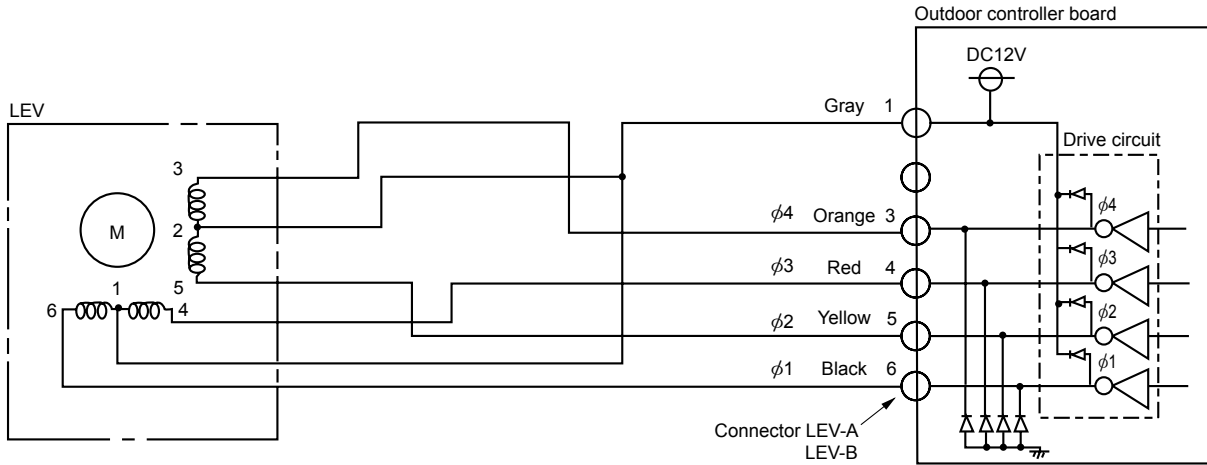 Outdoor controller board
DC12V
LEV
Gray 1
Drive circuit
3
M
2
ϕ4 Orange 3
ϕ4
ϕ3 Red 4
ϕ3
5
1
6
4
ϕ2 Yellow 5
ϕ2
ϕ1 Black 6
ϕ1
Connector LEV-A
LEV-B